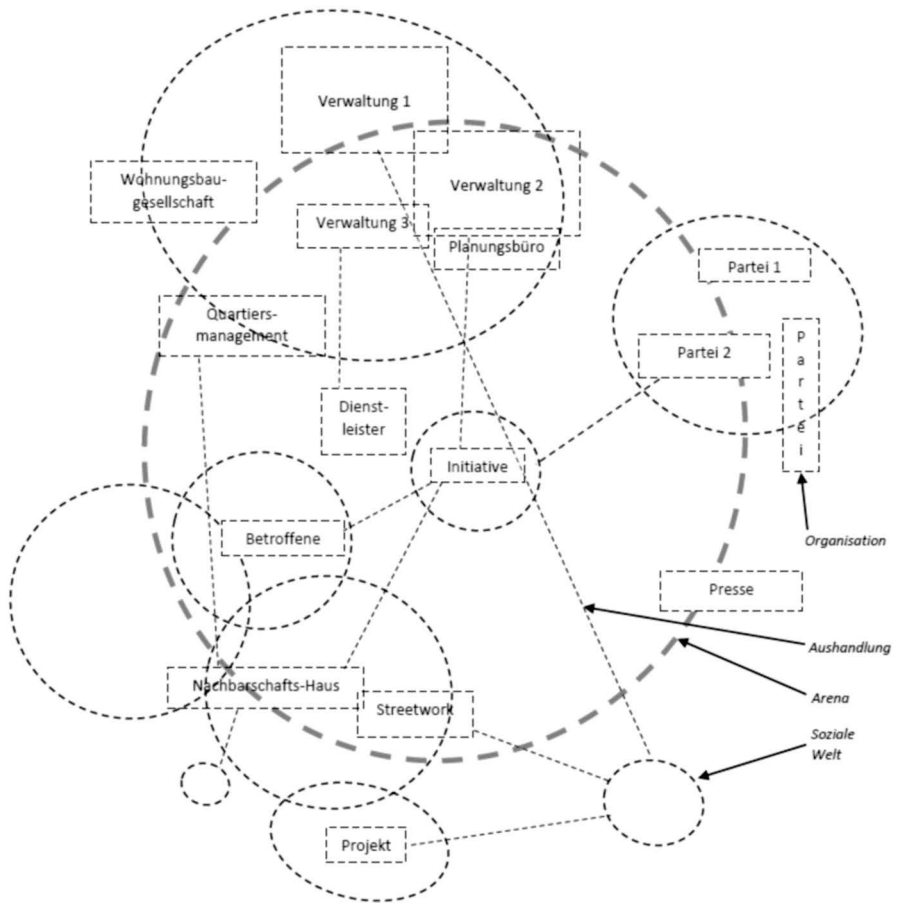 Verwaltung 1
Wohnungsbau-
gesellschaft
Verwaltung 2
Verwaltung 3
Planungsbüro
Partei 1
Quartiers-
management
Partei 2
Partei
Dienst-
leister
Initiative
Betroffene
Organisation
Presse
Aushandlung
Nachbarschafts-Haus
Arena
Streetwork
Soziale
Welt
Projekt